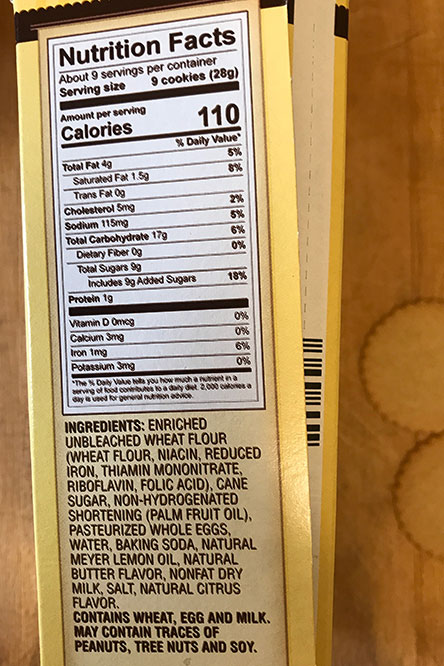 Nutrition Facts
About 9 servings per container
Serving size 9 cookies (28g)
Amount per serving
Calories 110
% Daily Value*
Total Fat 4g 5%
Saturated Fat 1.5g 8%
Trans Fat 0g
Cholesterol 5mg 2%
Sodium 115mg 5%
Total Carbohydrate 17g 6%
Dietary Fiber 0g 0%
Total Sugars 9g
Includes 9g Added Sugars 18%
Protein 1g
Vitamin D 0mcg 0%
Calcium 3mg 0%
Iron 1mg 6%
Potassium 3mg 0%
*The % Daily Value tells you how much a nutrient in a
serving of food contributes to a daily diet. 2,000 calories a
day is used for general nutrition advice.
INGREDIENTS: ENRICHED
UNBLEACHED WHEAT FLOUR
(WHEAT FLOUR, NIACIN, REDUCED
IRON, THIAMIN MONONITRATE,
RIBOFLAVIN, FOLIC ACID), CANE
SUGAR, NON-HYDROGENATED
SHORTENING (PALM FRUIT OIL),
PASTEURIZED WHOLE EGGS,
WATER, BAKING SODA, NATURAL
MEYER LEMON OIL, NATURAL
BUTTER FLAVOR, NONFAT DRY
MILK, SALT, NATURAL CITRUS
FLAVOR.
CONTAINS WHEAT, EGG AND MILK.
MAY CONTAIN TRACES OF
PEANUTS, TREE NUTS AND SOY.